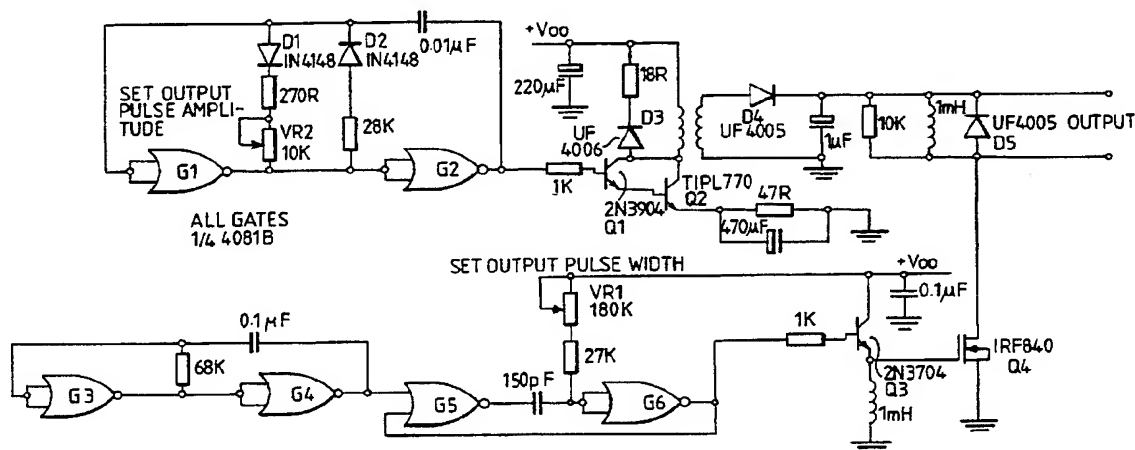 D1
IN4148
D2
IN4148
0.01µF
+Voo
220µF
18R
D3
UF
4006
SET OUTPUT
PULSE AMPLI-
TUDE
270R
VR2
10K
28K
G1
G2
1K
2N3904
Q1
TIPL770
Q2
47R
470µF
D4
UF4005
1µF
10K
1mH
UF4005 OUTPUT
D5
ALL GATES
1/4 4081B
SET OUTPUT PULSE WIDTH
VR1
180K
27K
+Voo
0.1µF
0.1µF
68K
G3
G4
G5
150pF
G6
1K
2N3704
Q3
1mH
IRF840
Q4